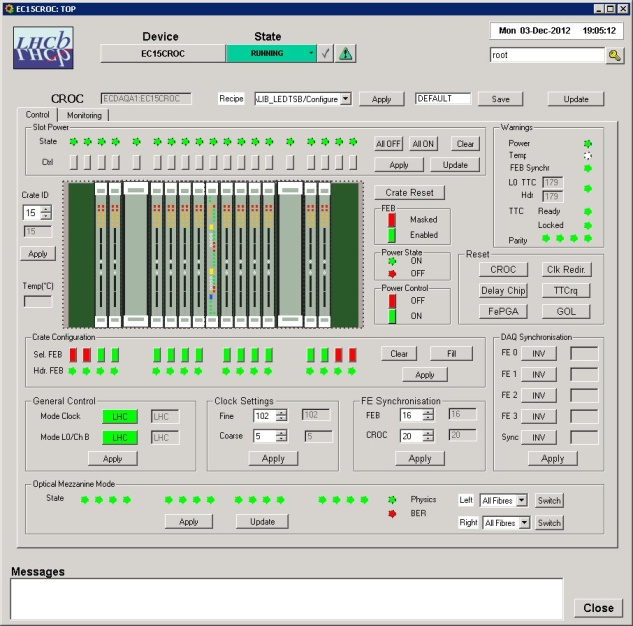 EC15CROC: TOP
LHCb
Device State
EC15CROC RUNNING
Mon 03-Dec-2012 19:05:12
root
CROC ECDAQA1:EC15CROC Recipe \LIB_LEDTSB/Configure Apply DEFAULT Save Update
Control Monitoring
Slot Power
State All OFF All ON Clear
Ctrl Apply Update
Warnings
Power
Temp
FEB Synchr
L0 TTC 179
Hdr 179
TTC Ready
Locked
Parity
Crate ID
15
15
Apply
Temp(°C)
Crate Reset
FEB
Masked
Enabled
Power State
ON
OFF
Power Control
OFF
ON
Reset
CROC Clk Redir.
Delay Chip TTCrq
FePGA GOL
Crate Configuration
Sel. FEB Clear Fill
Hdr. FEB Apply
DAQ Synchronisation
FE 0 INV
FE 1 INV
FE 2 INV
FE 3 INV
Sync INV
Apply
General Control
Mode Clock LHC LHC
Mode L0/Ch B LHC LHC
Apply
Clock Settings
Fine 102 102
Coarse 5 5
Apply
FE Synchronisation
FEB 16 16
CROC 20 20
Apply
Optical Mezzanine Mode
State Physics Left All Fibres Switch
BER Right All Fibres Switch
Apply Update
Messages
Close